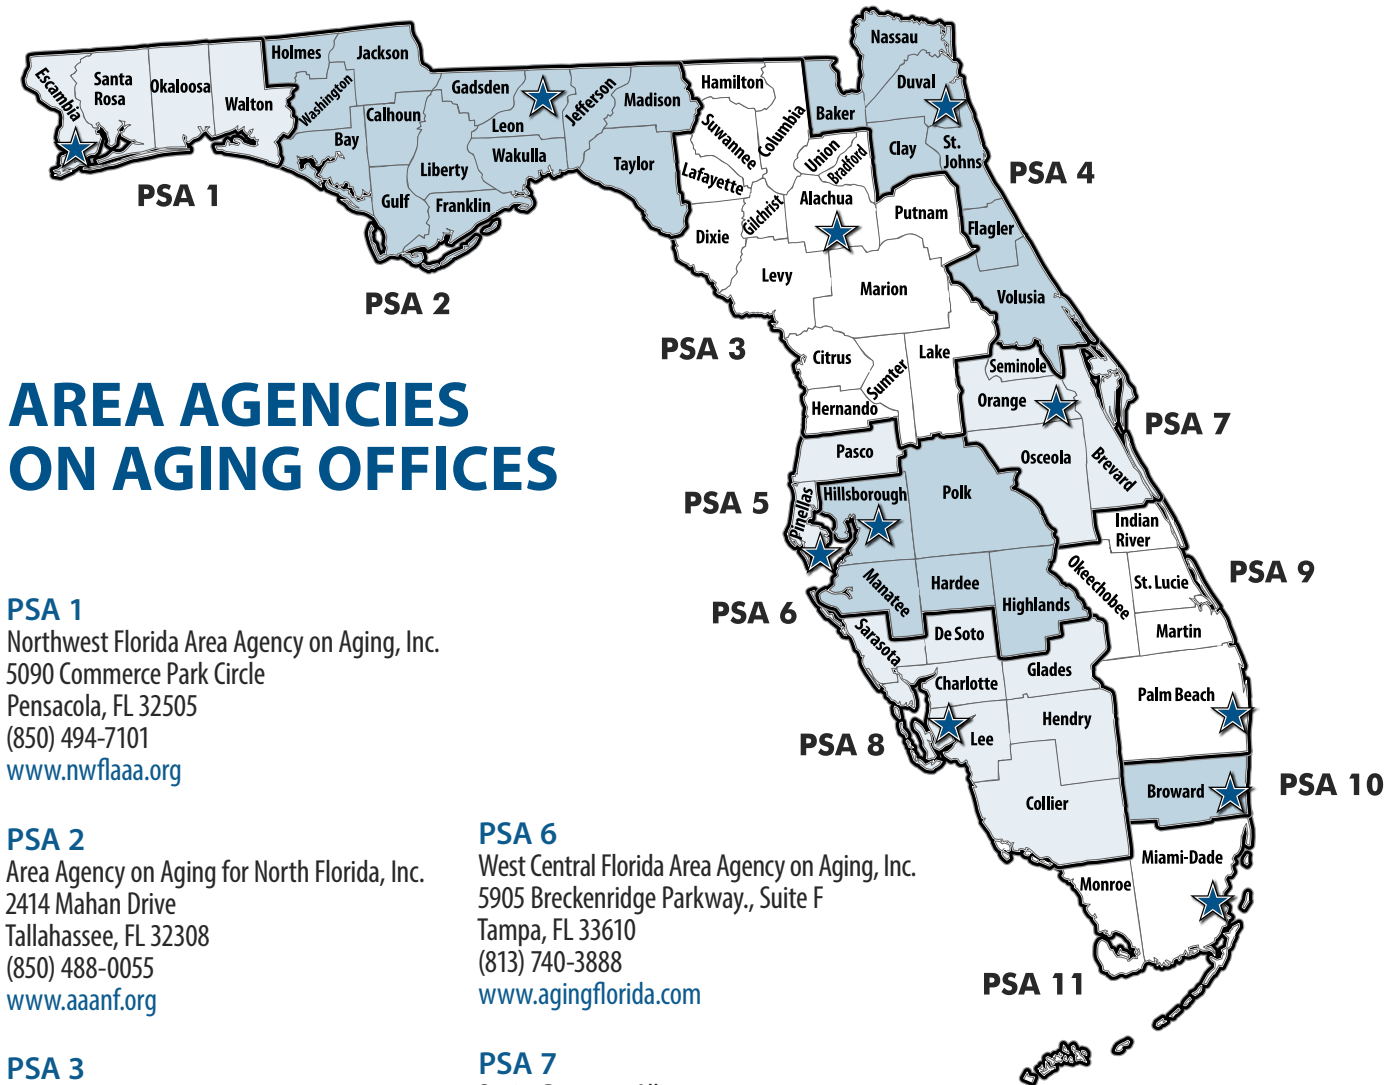 Holmes
Jackson
Escambia
Santa
Rosa
Okaloosa
Walton
Washington
Bay
Calhoun
Gadsden
Leon
Jefferson
Madison
Liberty
Wakulla
Taylor
Gulf
Franklin
Hamilton
Suwannee
Columbia
Baker
Nassau
Duval
Clay
St.
Johns
Union
Bradford
Lafayette
Gilchrist
Alachua
Putnam
Dixie
Flagler
Levy
Marion
Volusia
PSA 1
PSA 2
PSA 3
PSA 4
Citrus
Sumter
Lake
Seminole
Hernando
Orange
PSA 7
Pasco
Osceola
Brevard
PSA 5
Pinellas
Hillsborough
Polk
Indian
River
PSA 9
Okeechobee
St. Lucie
Manatee
Hardee
Highlands
PSA 6
Martin
Sarasota
De Soto
Charlotte
Glades
Palm Beach
PSA 8
Lee
Hendry
Collier
Broward
PSA 10
Miami-Dade
Monroe
PSA 11
AREA AGENCIES
ON AGING OFFICES
PSA 1
Northwest Florida Area Agency on Aging, Inc.
5090 Commerce Park Circle
Pensacola, FL 32505
(850) 494-7101
www.nwflaaa.org
PSA 2
Area Agency on Aging for North Florida, Inc.
2414 Mahan Drive
Tallahassee, FL 32308
(850) 488-0055
www.aaanf.org
PSA 3
PSA 6
West Central Florida Area Agency on Aging, Inc.
5905 Breckenridge Parkway., Suite F
Tampa, FL 33610
(813) 740-3888
www.agingflorida.com
PSA 7